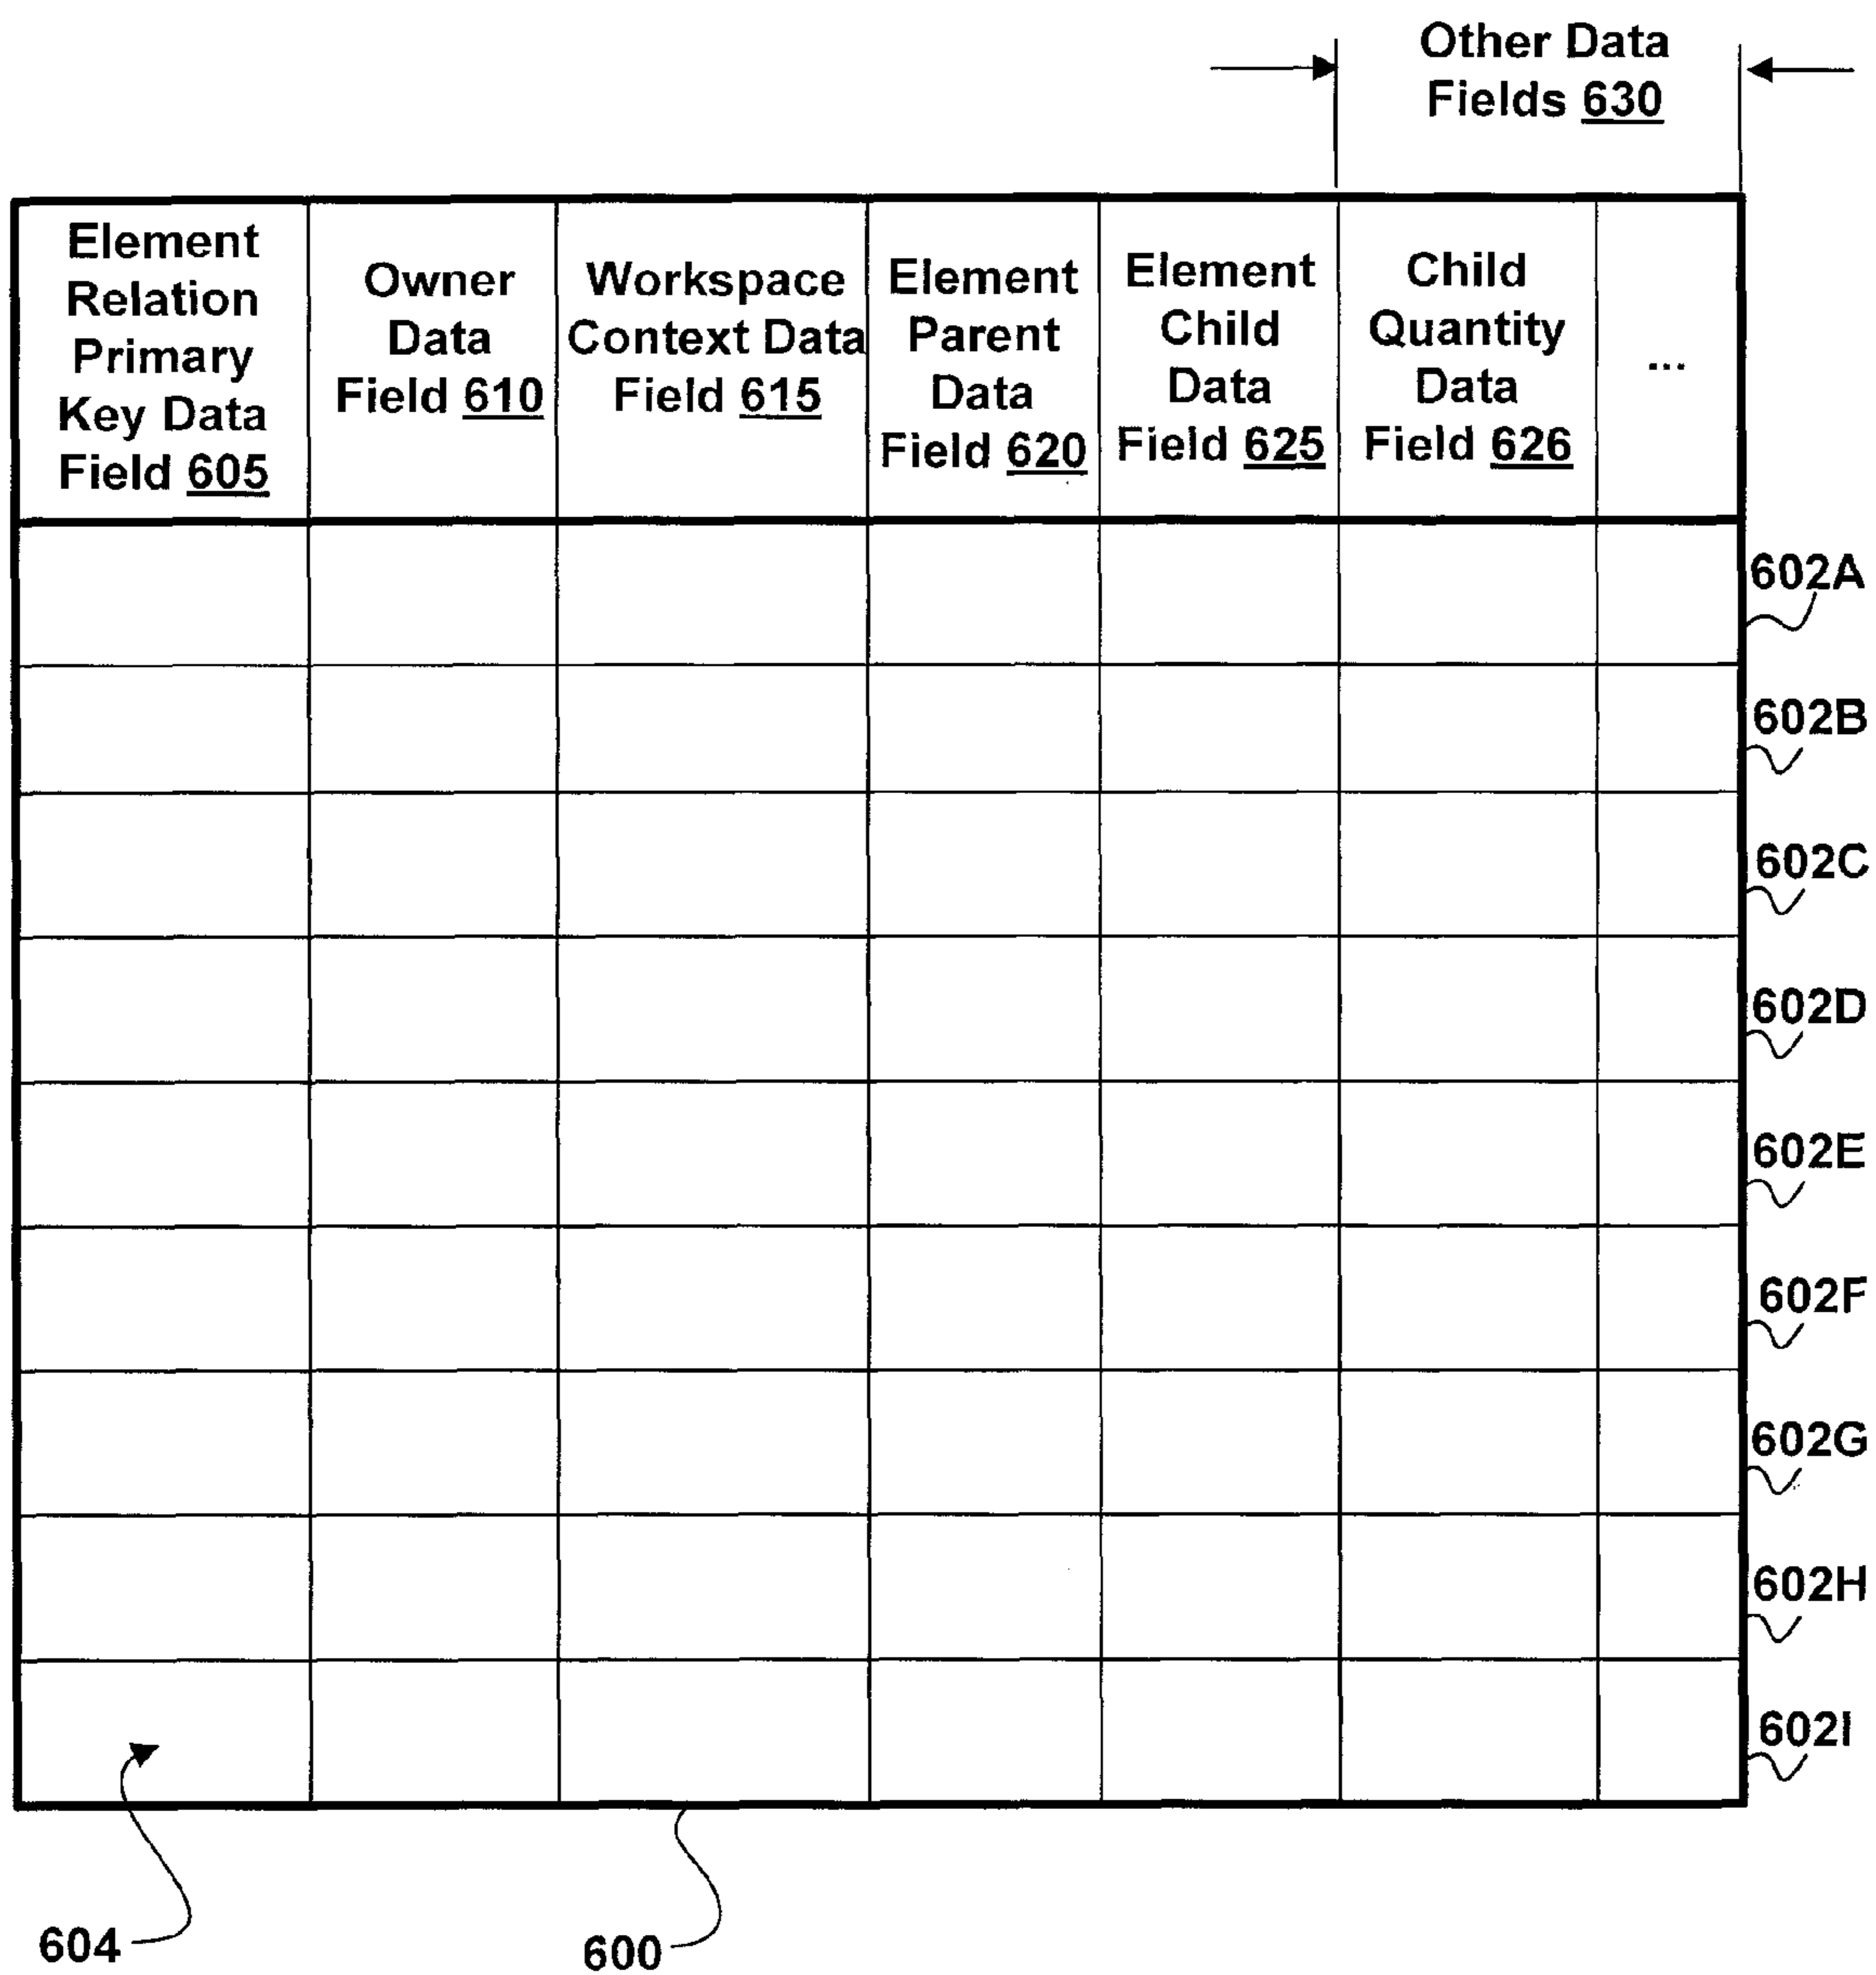 Other Data
Fields 630
Element
Relation
Primary
Key Data
Field 605
Owner
Data
Field 610
Workspace
Context Data
Field 615
Element
Parent
Data
Field 620
Element
Child
Data
Field 625
Child
Quantity
Data
Field 626
...
602A
602B
602C
602D
602E
602F
602G
602H
602I
604
600